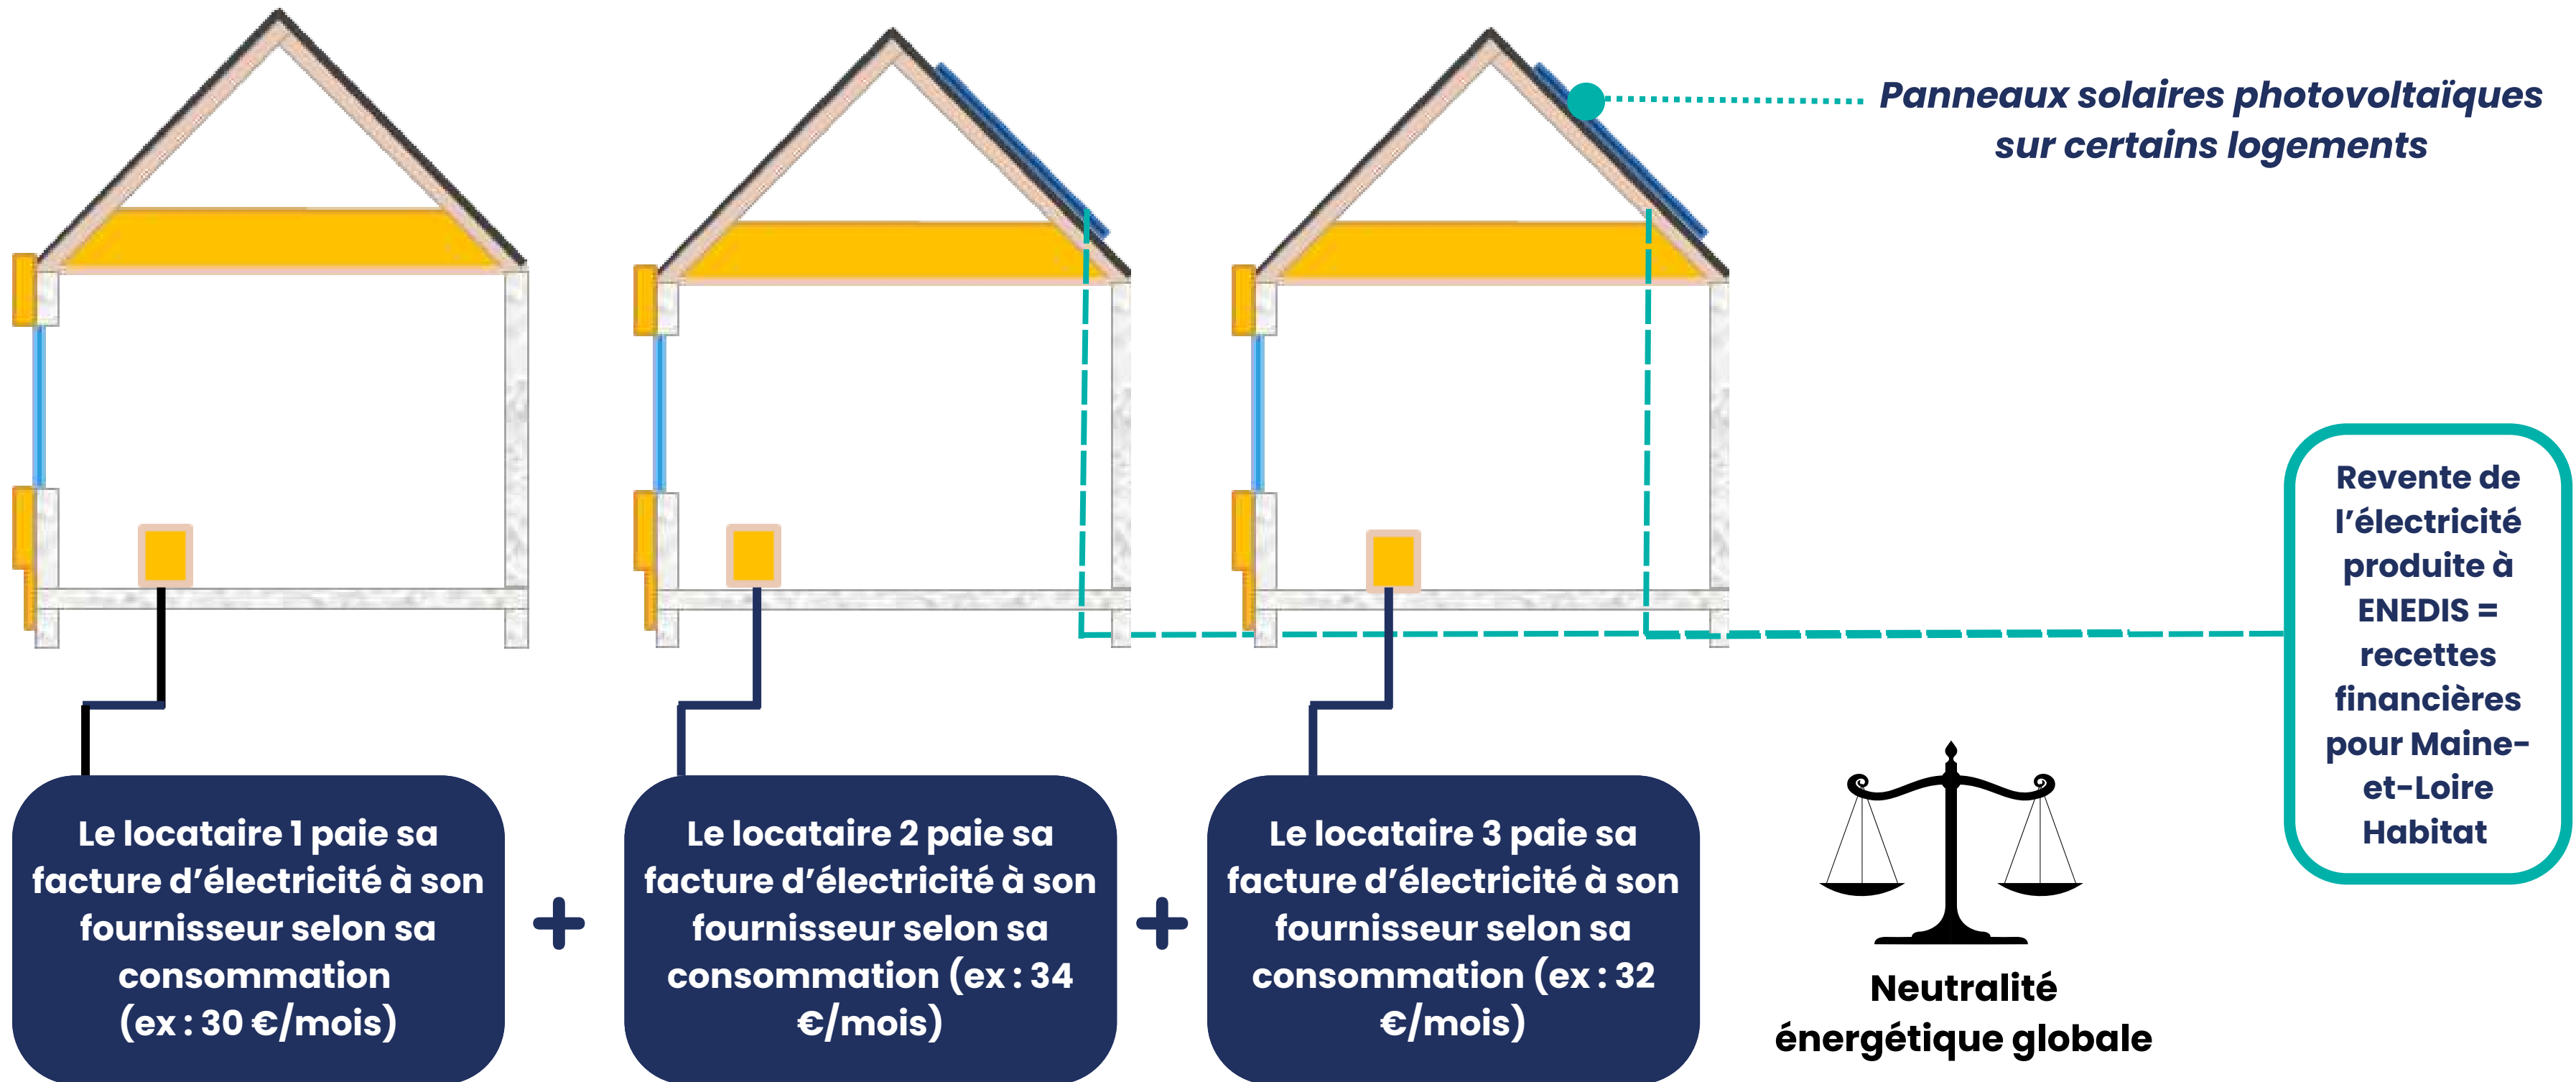 Panneaux solaires photovoltaïques
sur certains logements
Revente de
l’électricité
produite à
ENEDIS =
recettes
financières
pour Maine-
et-Loire
Habitat
Le locataire 1 paie sa
facture d’électricité à son
fournisseur selon sa
consommation
(ex : 30 €/mois)
+
Le locataire 2 paie sa
facture d’électricité à son
fournisseur selon sa
consommation (ex : 34
€/mois)
+
Le locataire 3 paie sa
facture d’électricité à son
fournisseur selon sa
consommation (ex : 32
€/mois)
Neutralité
énergétique globale